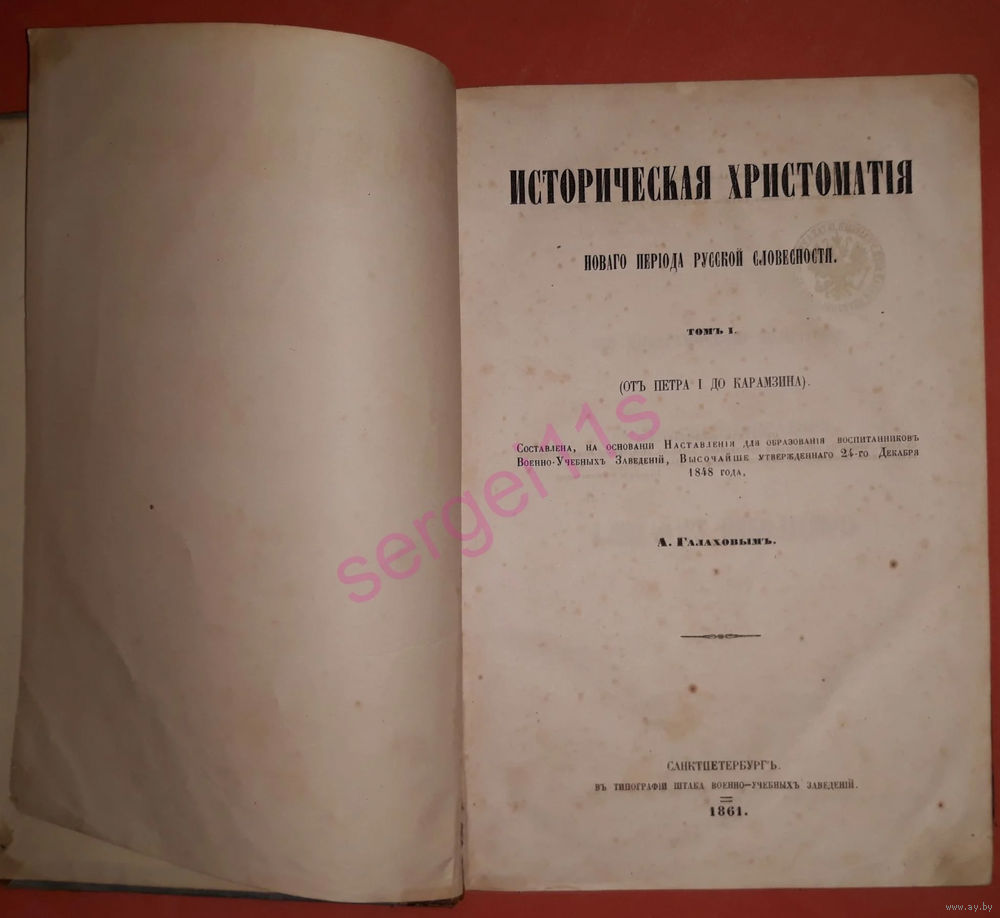 ИСТОРИЧЕСКАЯ ХРИСТОМАТІЯ
НОВАГО ПЕРІОДА РУССКОЙ СЛОВЕСНОСТИ.
ТОМЪ I.
(ОТЪ ПЕТРА I ДО КАРАМЗИНА).
Составлена, на основаніи Наставленія для образованія воспитанниковъ
Военно-Учебныхъ Заведеній, Высочайше утвержденнаго 24-го Декабря
1848 года,
А. Галаховымъ.
САНКТПЕТЕРБУРГЪ.
ВЪ ТИПОГРАФІИ ШТАБА ВОЕННО-УЧЕБНЫХЪ ЗАВЕДЕНІЙ.
1861.
sergei11s
www.ay.by